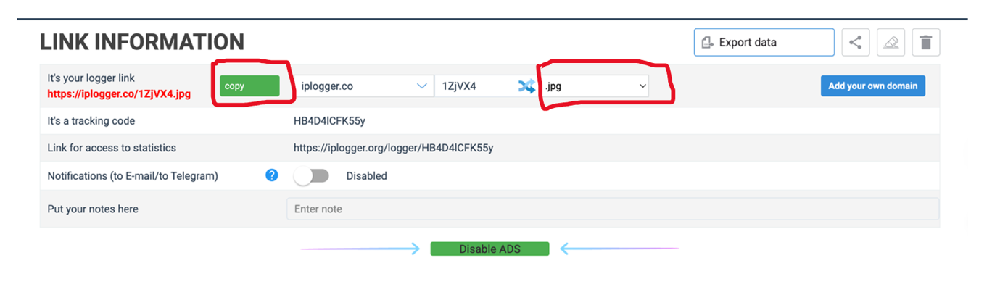 LINK INFORMATION
Export data
It's your logger link
https://iplogger.co/1ZjVX4.jpg
copy
iplogger.co
1ZjVX4
.jpg
Add your own domain
It's a tracking code
HB4D4lCFK55y
Link for access to statistics
https://iplogger.org/logger/HB4D4lCFK55y
Notifications (to E-mail/to Telegram)
?
Disabled
Put your notes here
Enter note
Disable ADS